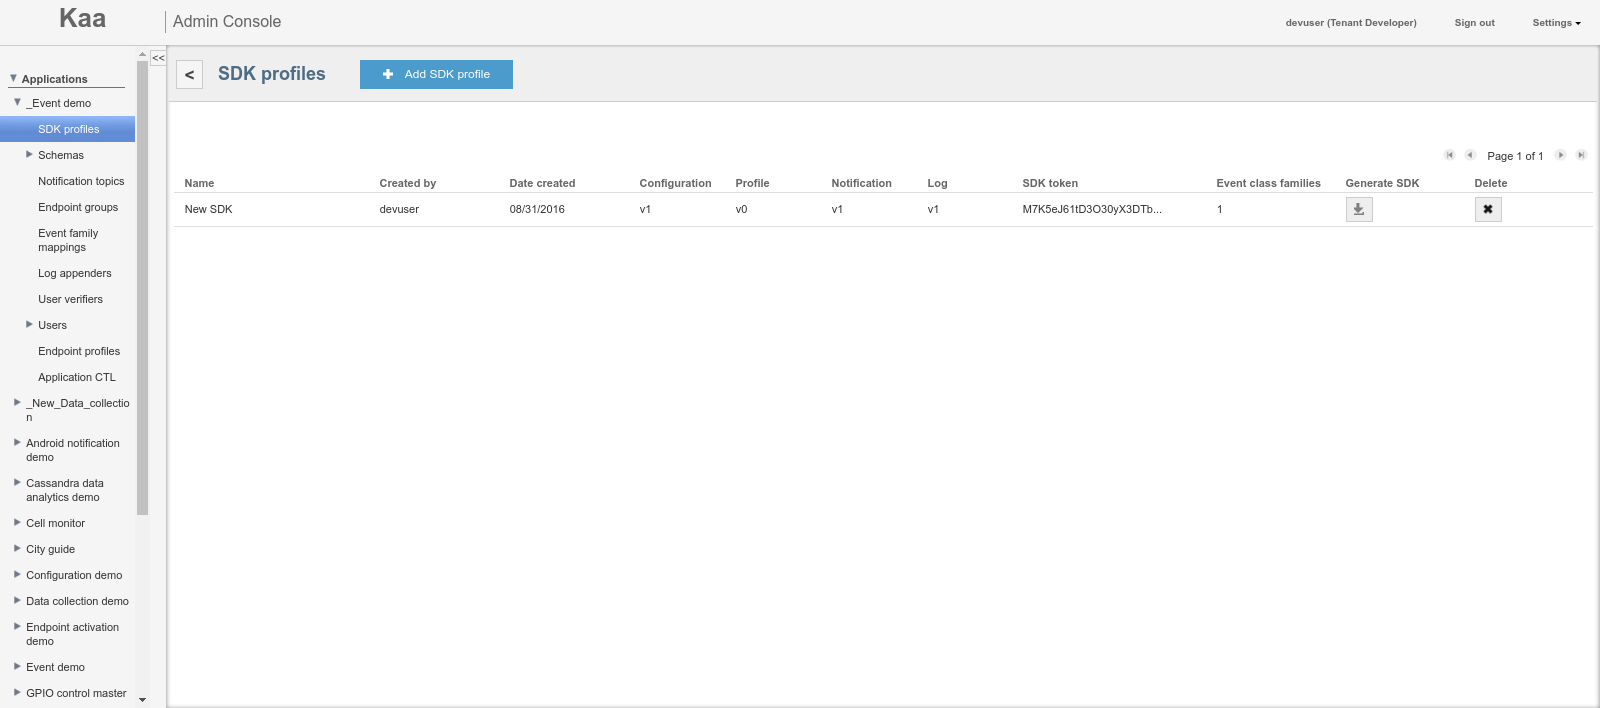 Kaa
Admin Console
devuser (Tenant Developer)
Sign out
Settings
<<
Applications
_Event demo
SDK profiles
Schemas
Notification topics
Endpoint groups
Event family
mappings
Log appenders
User verifiers
Users
Endpoint profiles
Application CTL
_New_Data_collectio
n
Android notification
demo
Cassandra data
analytics demo
Cell monitor
City guide
Configuration demo
Data collection demo
Endpoint activation
demo
Event demo
GPIO control master
< SDK profiles
Add SDK profile
Page 1 of 1
Name Created by Date created Configuration Profile Notification Log SDK token Event class families Generate SDK Delete
New SDK devuser 08/31/2016 v1 v0 v1 v1 M7K5eJ61tD3O30yX3DTb... 1